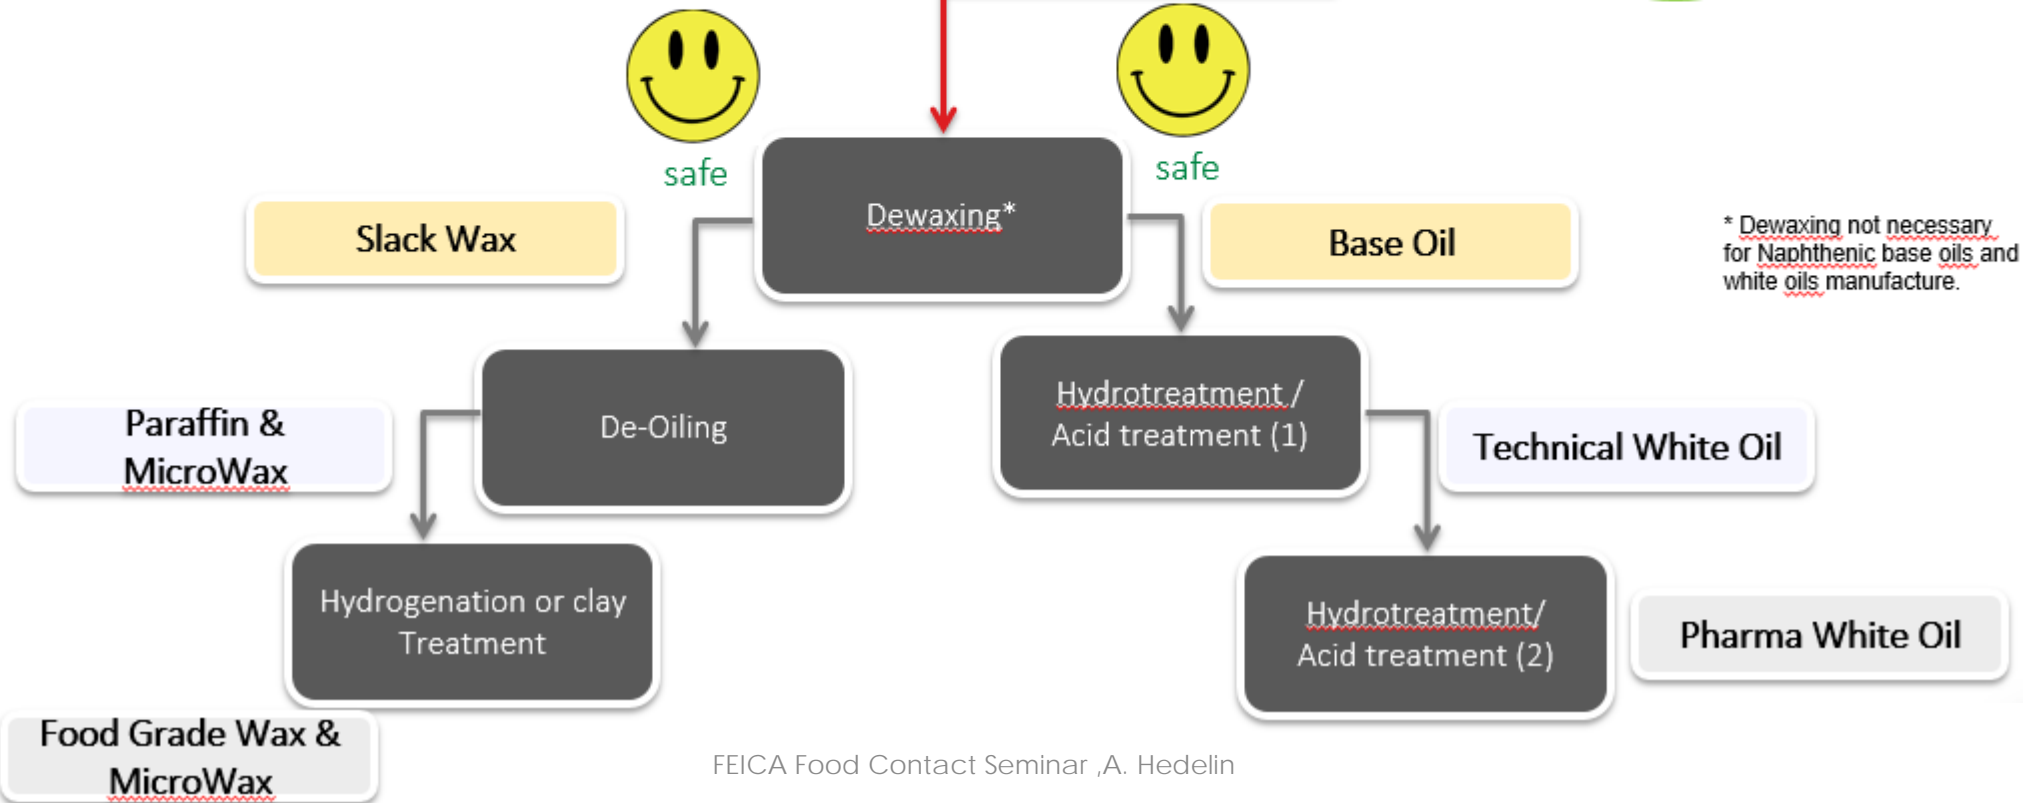 safe
safe
Dewaxing*
Slack Wax
Base Oil
* Dewaxing not necessary
for Naphthenic base oils and
white oils manufacture.
De-Oiling
Hydrotreatment /
Acid treatment (1)
Paraffin &
MicroWax
Technical White Oil
Hydrogenation or clay
Treatment
Hydrotreatment/
Acid treatment (2)
Pharma White Oil
Food Grade Wax &
MicroWax
FEICA Food Contact Seminar ,A. Hedelin